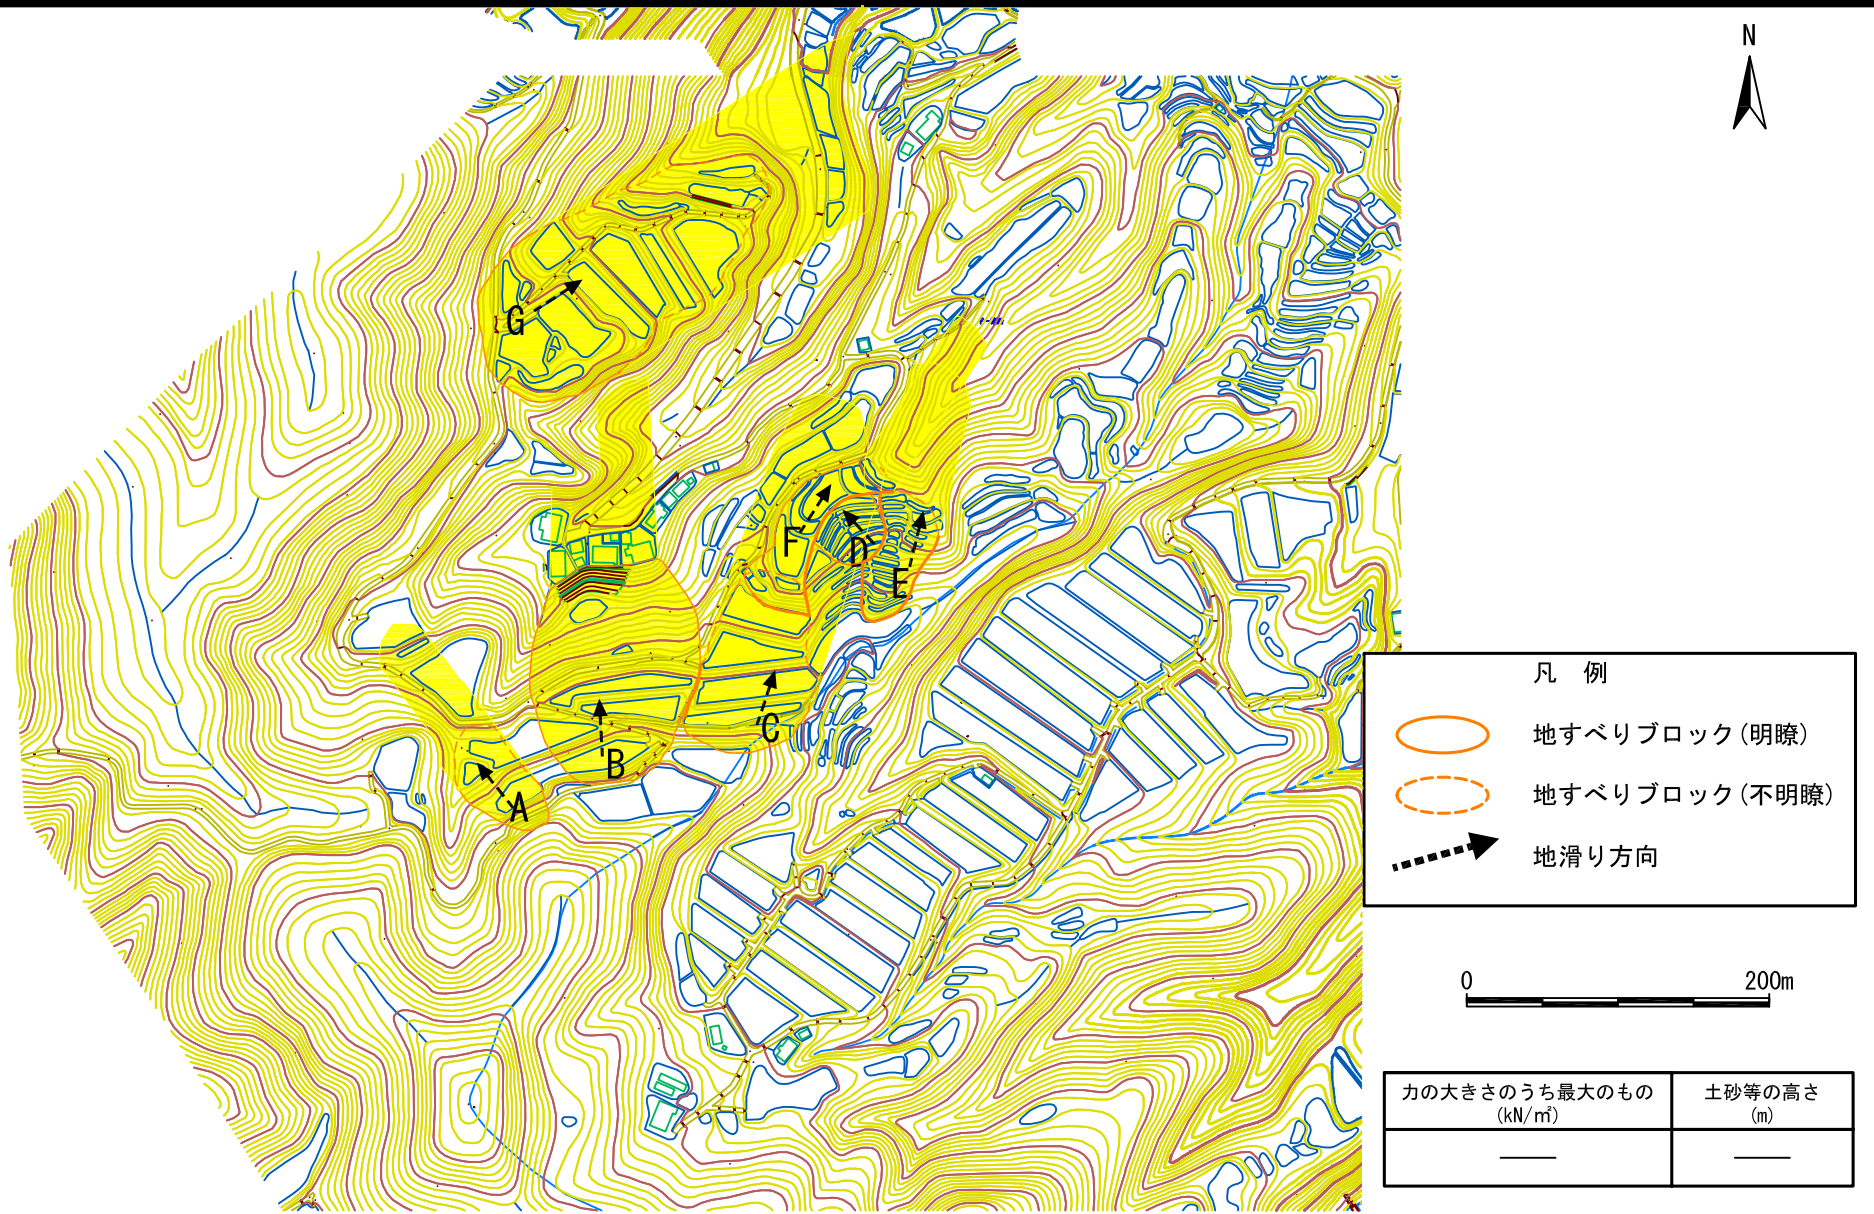 N
G
F
D
E
C
B
A
凡 例
地すべりブロック(明瞭)
地すべりブロック(不明瞭)
地滑り方向
0 200m
力の大きさのうち最大のもの
(kN/㎡)
土砂等の高さ
(m)